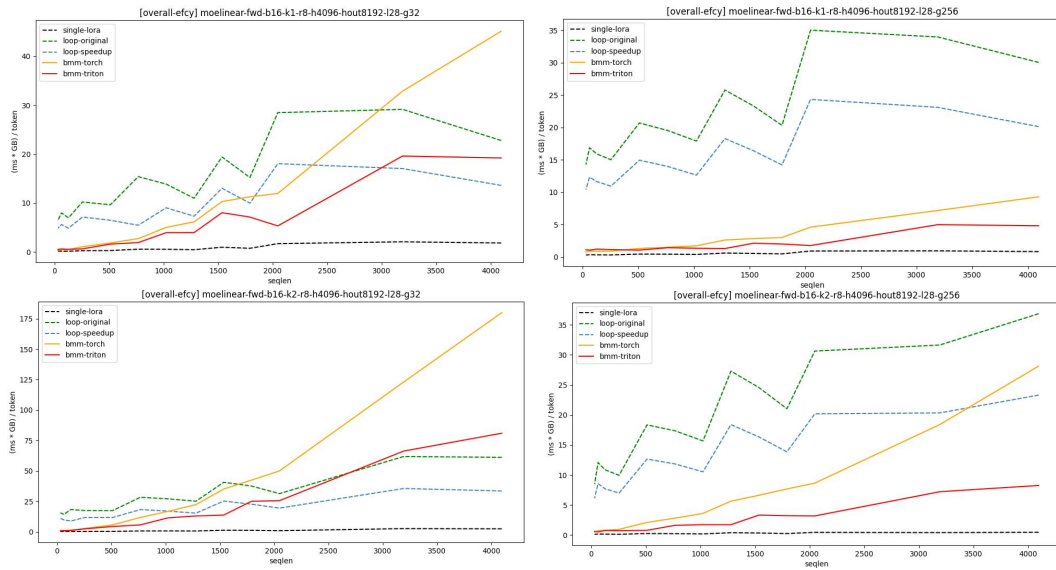 [overall-efcy] moelinear-fwd-b16-k1-r8-h4096-hout8192-l28-g32
single-lora
loop-original
loop-speedup
bmm-torch
bmm-triton
(ms * GB) / token
40
30
20
10
0
0 500 1000 1500 2000 2500 3000 3500 4000
seqlen
[overall-efcy] moelinear-fwd-b16-k1-r8-h4096-hout8192-l28-g256
single-lora
loop-original
loop-speedup
bmm-torch
bmm-triton
(ms * GB) / token
35
30
25
20
15
10
5
0
0 500 1000 1500 2000 2500 3000 3500 4000
seqlen
[overall-efcy] moelinear-fwd-b16-k2-r8-h4096-hout8192-l28-g32
single-lora
loop-original
loop-speedup
bmm-torch
bmm-triton
(ms * GB) / token
175
150
125
100
75
50
25
0
0 500 1000 1500 2000 2500 3000 3500 4000
seqlen
[overall-efcy] moelinear-fwd-b16-k2-r8-h4096-hout8192-l28-g256
single-lora
loop-original
loop-speedup
bmm-torch
bmm-triton
(ms * GB) / token
35
30
25
20
15
10
5
0
0 500 1000 1500 2000 2500 3000 3500 4000
seqlen